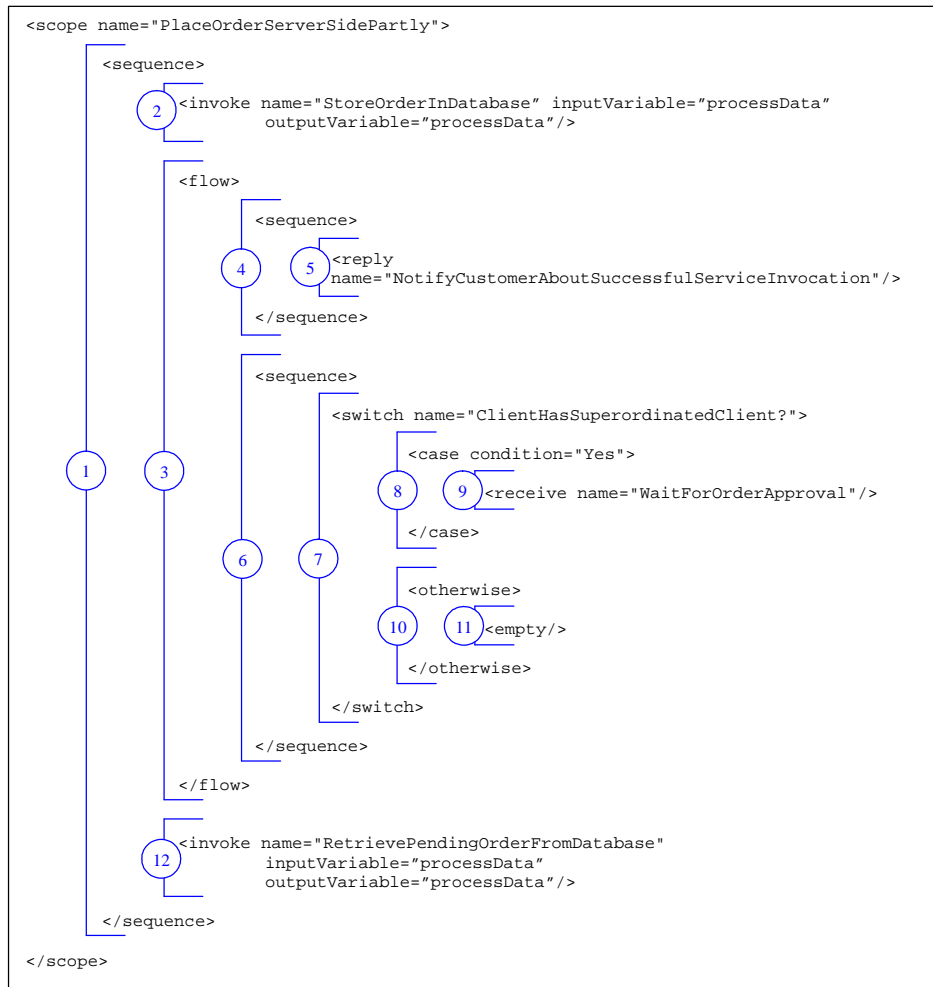 <scope name="PlaceOrderServerSidePartly">
<sequence>
2 <invoke name="StoreOrderInDatabase” inputVariable=”processData”
outputVariable=”processData”/>
<flow>
<sequence>
4 5 <reply
name="NotifyCustomerAboutSuccessfulServiceInvocation"/>
</sequence>
<sequence>
<switch name="ClientHasSuperordinatedClient?">
<case condition="Yes">
1 3 8 9 <receive name="WaitForOrderApproval"/>
</case>
6 7
<otherwise>
10 11 <empty/>
</otherwise>
</switch>
</sequence>
</flow>
12 <invoke name="RetrievePendingOrderFromDatabase"
inputVariable=”processData”
outputVariable=”processData”/>
</sequence>
</scope>